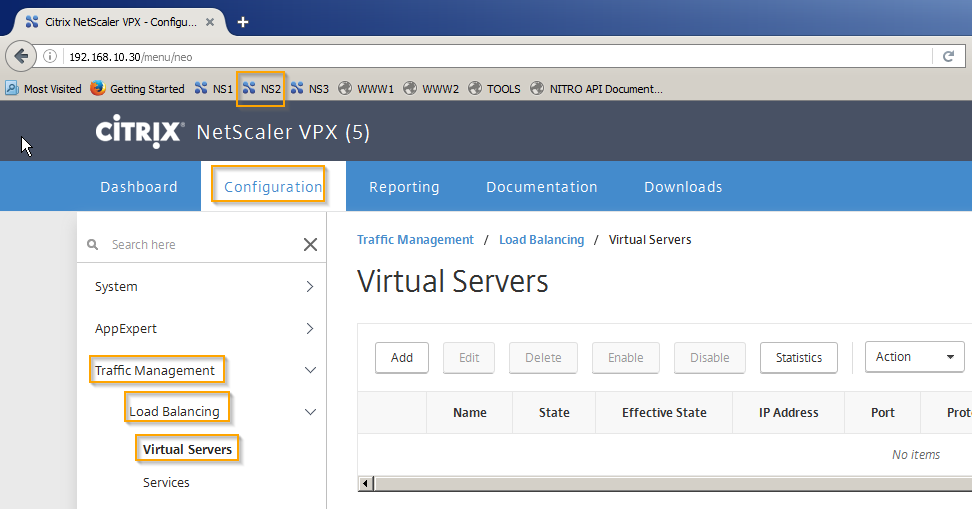 Citrix NetScaler VPX - Configu...
192.168.10.30/menu/neo
Most Visited Getting Started NS1 NS2 NS3 WWW1 WWW2 TOOLS NITRO API Document...
CİTRIX NetScaler VPX (5)
Dashboard Configuration Reporting Documentation Downloads
Search here
System
AppExpert
Traffic Management
Load Balancing
Virtual Servers
Services
Traffic Management / Load Balancing / Virtual Servers
Virtual Servers
Add Edit Delete Enable Disable Statistics Action
Name State Effective State IP Address Port Proto
No items